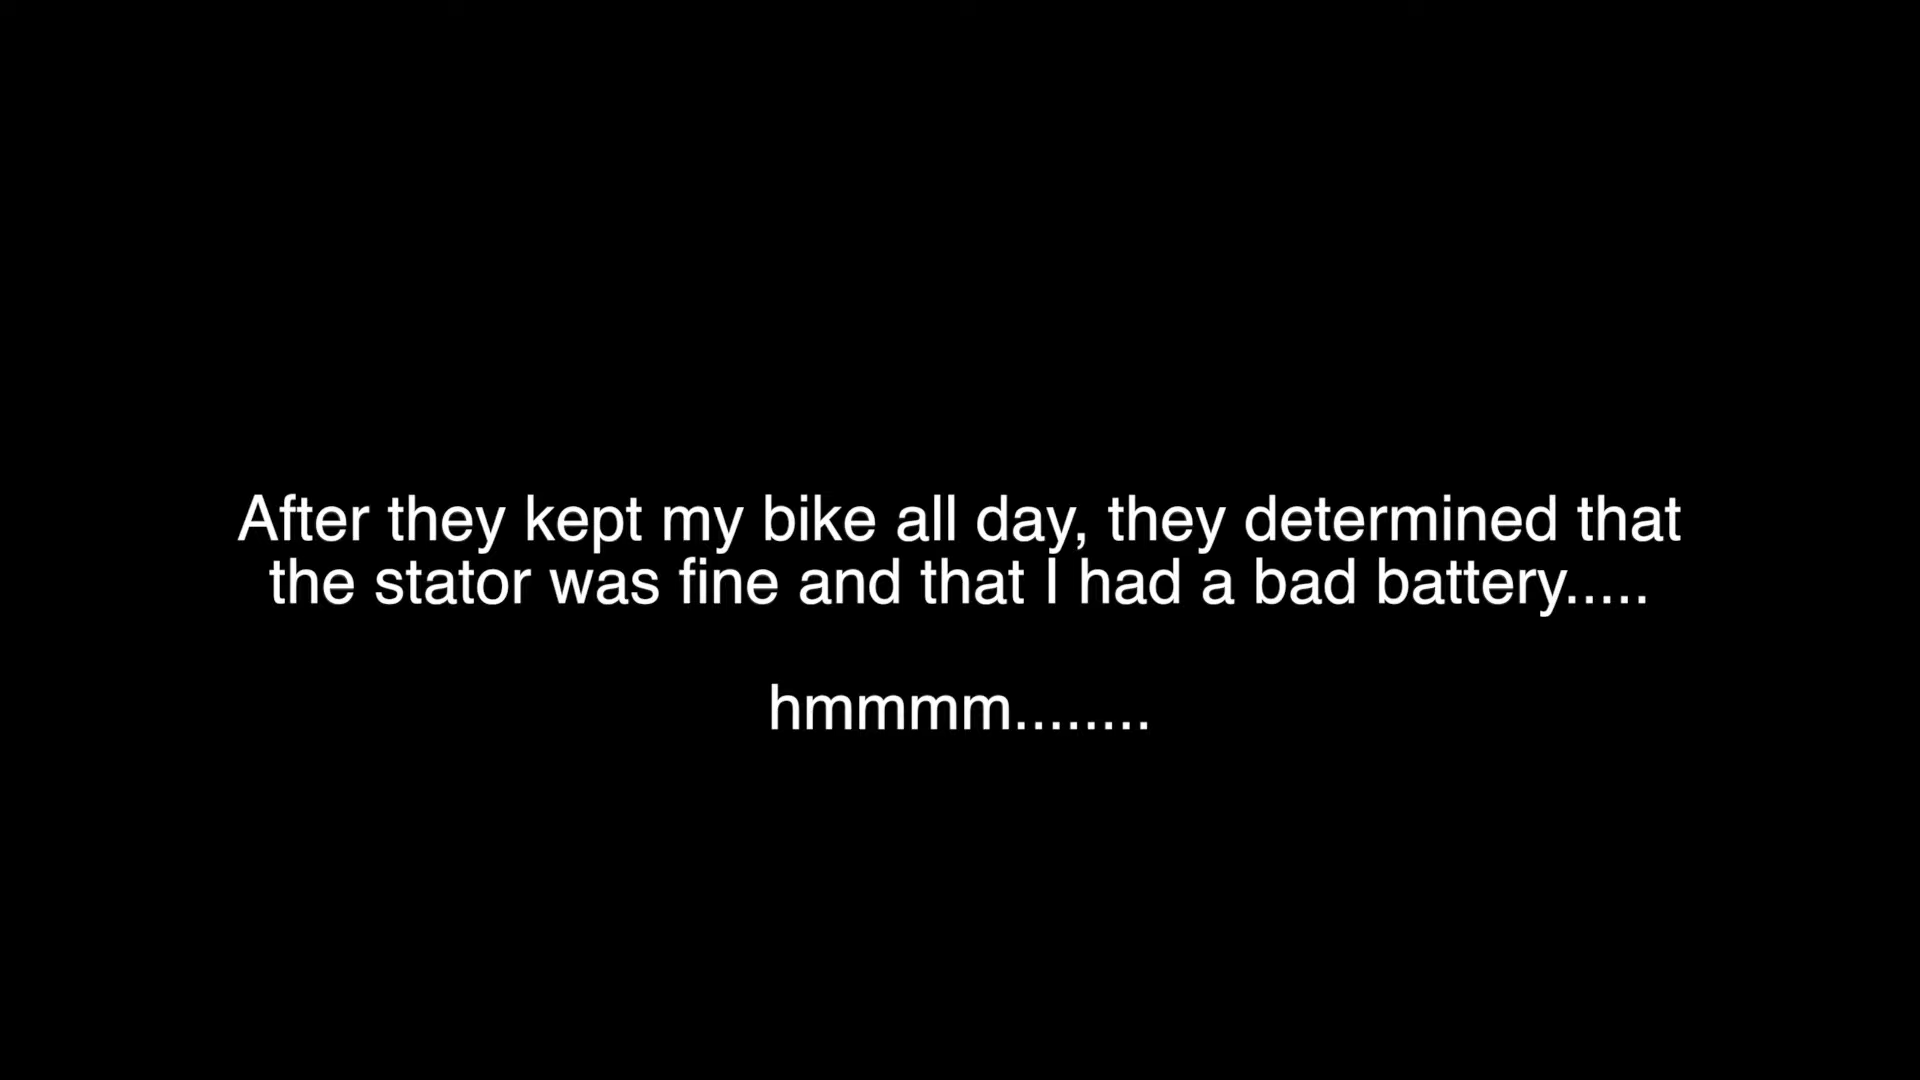 After they kept my bike all day, they determined that
the stator was fine and that I had a bad battery.....
hmmmm........